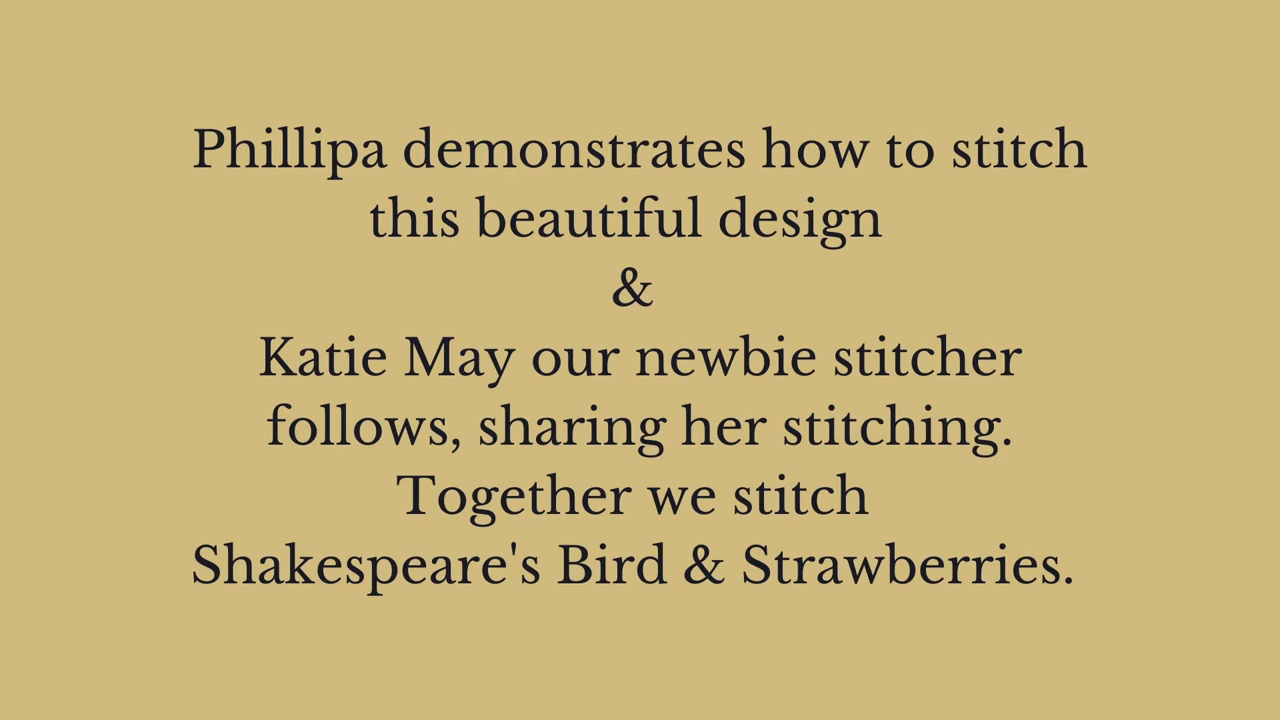 Phillipa demonstrates how to stitch
this beautiful design
&
Katie May our newbie stitcher
follows, sharing her stitching.
Together we stitch
Shakespeare's Bird & Strawberries.